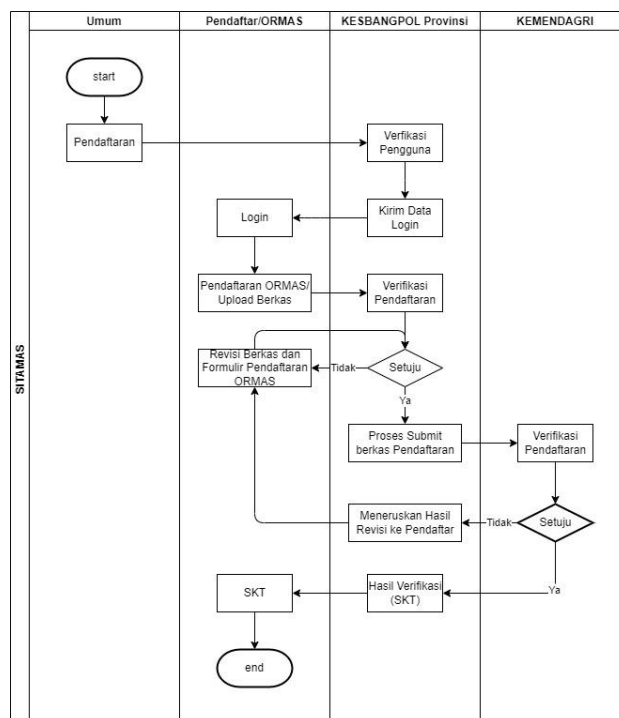 Umum
Pendaftar/ORMAS
KESBANGPOL Provinsi
KEMENDAGRI
SITAMAS
start
Pendaftaran
Verfikasi
Pengguna
Login
Kirim Data
Login
Pendaftaran ORMAS/
Upload Berkas
Verifikasi
Pendaftaran
Revisi Berkas dan
Formulir Pendaftaran
ORMAS
Tidak
Setuju
Ya
Proses Submit
berkas Pendaftaran
Verifikasi
Pendaftaran
Meneruskan Hasil
Revisi ke Pendaftar
Tidak
Setuju
Ya
SKT
Hasil Verifikasi
(SKT)
end